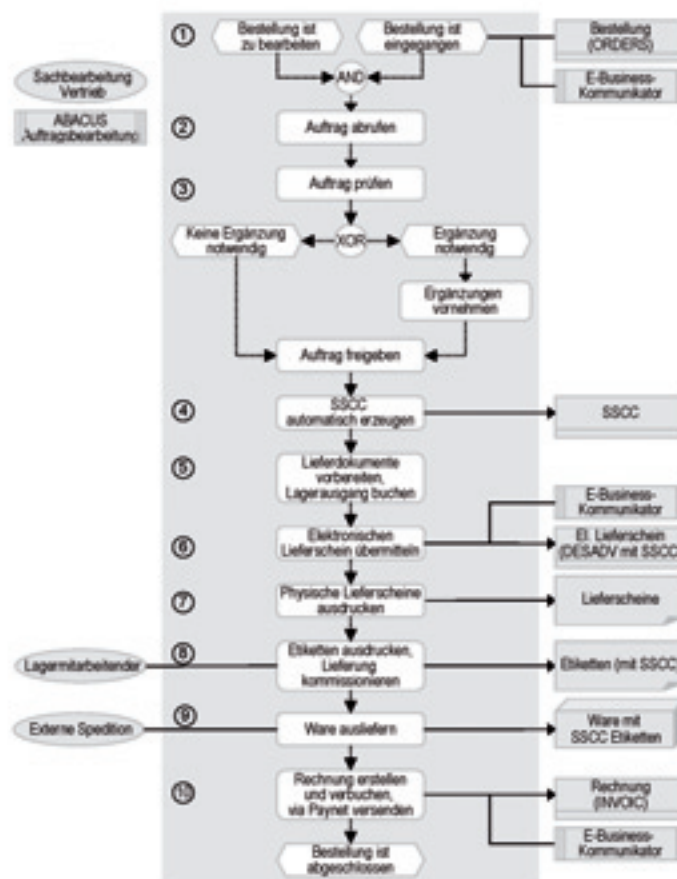 ①
Bestellung ist
zu bearbeiten
Bestellung ist
eingegangen
Bestellung
(ORDERS)
E-Business-
Kommunikator
Sachbearbeitung
Vertrieb
AND
ABACUS
Auftragsbearbeitung
②
Auftrag abrufen
③
Auftrag prüfen
Keine Ergänzung
notwendig
XOR
Ergänzung
notwendig
Ergänzungen
vornehmen
Auftrag freigeben
④
SSCC
automatisch erzeugen
SSCC
⑤
Lieferdokumente
vorbereiten,
Lagerausgang buchen
E-Business-
Kommunikator
⑥
Elektronischen
Lieferschein übermitteln
El. Lieferschein
(DESADV mit SSCC
⑦
Physische Lieferscheine
ausdrucken
Lieferscheine
⑧
Lagermitarbeitender
Etiketten ausdrucken,
Lieferung
kommissionieren
Etiketten (mit SSCC)
⑨
Externe Spedition
Ware ausliefern
Ware mit
SSCC Etiketten
⑩
Rechnung erstellen
und verbuchen,
via Paynet versenden
Rechnung
(INVOIC)
E-Business-
Kommunikator
Bestellung ist
abgeschlossen